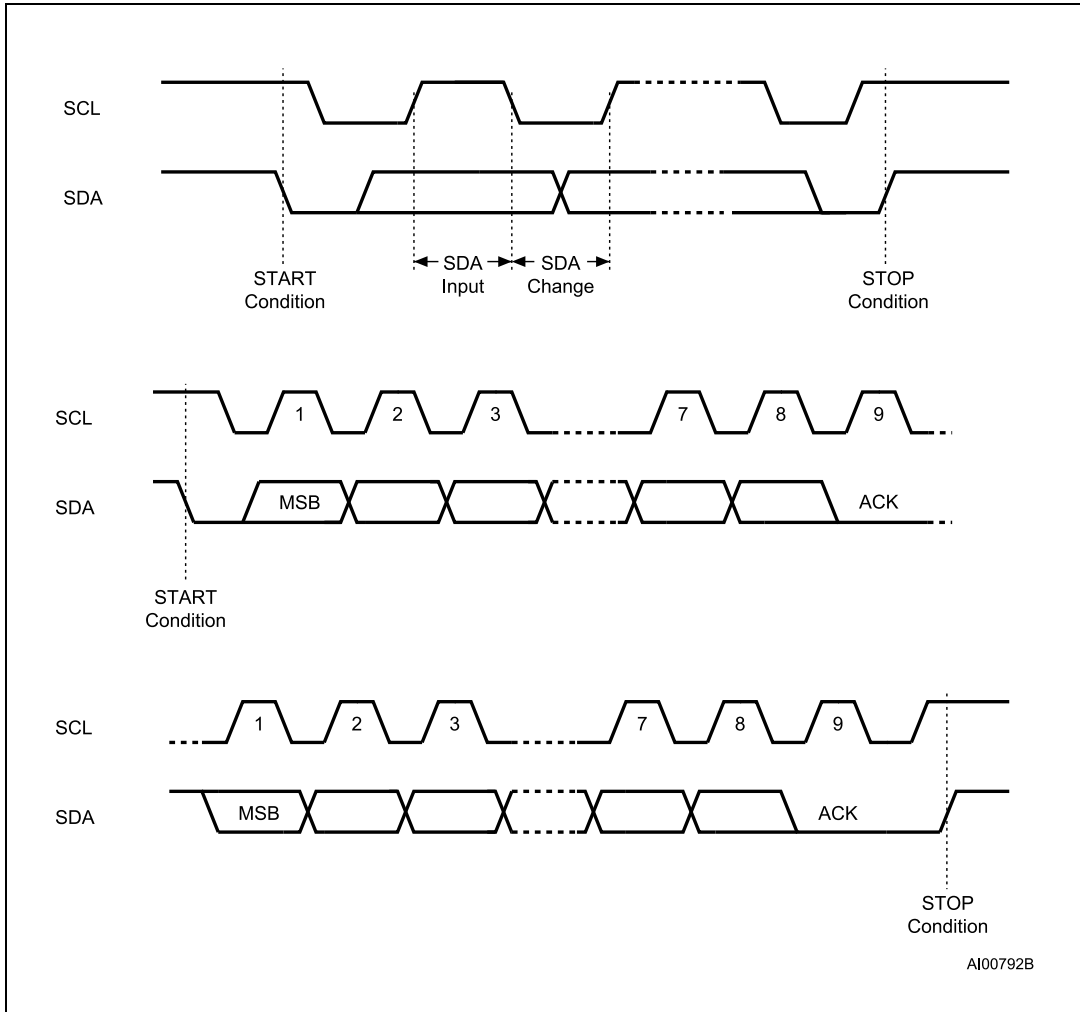 SCL
SDA
SDA
Input
SDA
Change
START
Condition
STOP
Condition
SCL
1 2 3 7 8 9
SDA
MSB
ACK
START
Condition
SCL
1 2 3 7 8 9
SDA
MSB
ACK
STOP
Condition
AI00792B